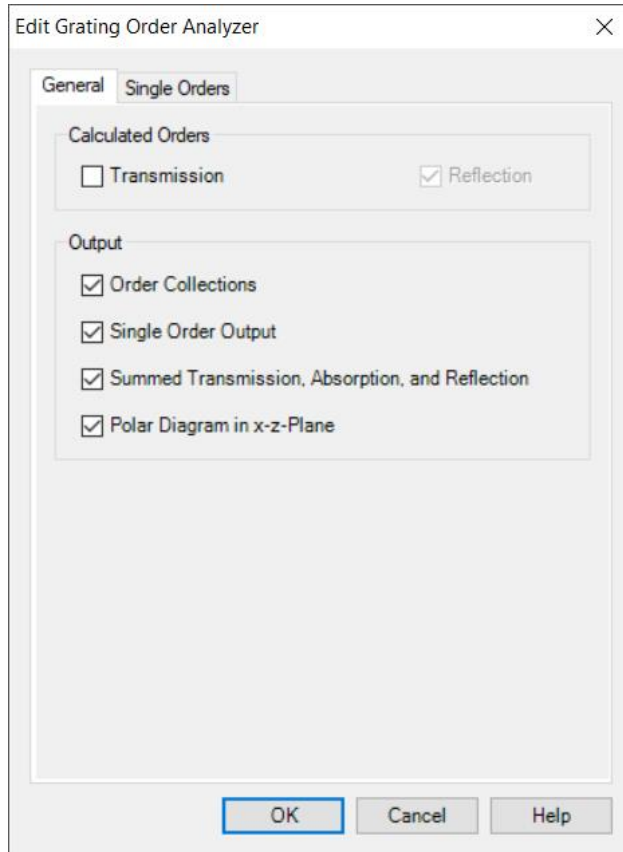 Edit Grating Order Analyzer
General Single Orders
Calculated Orders
Transmission Reflection
Output
Order Collections
Single Order Output
Summed Transmission, Absorption, and Reflection
Polar Diagram in x-z-Plane
OK Cancel Help